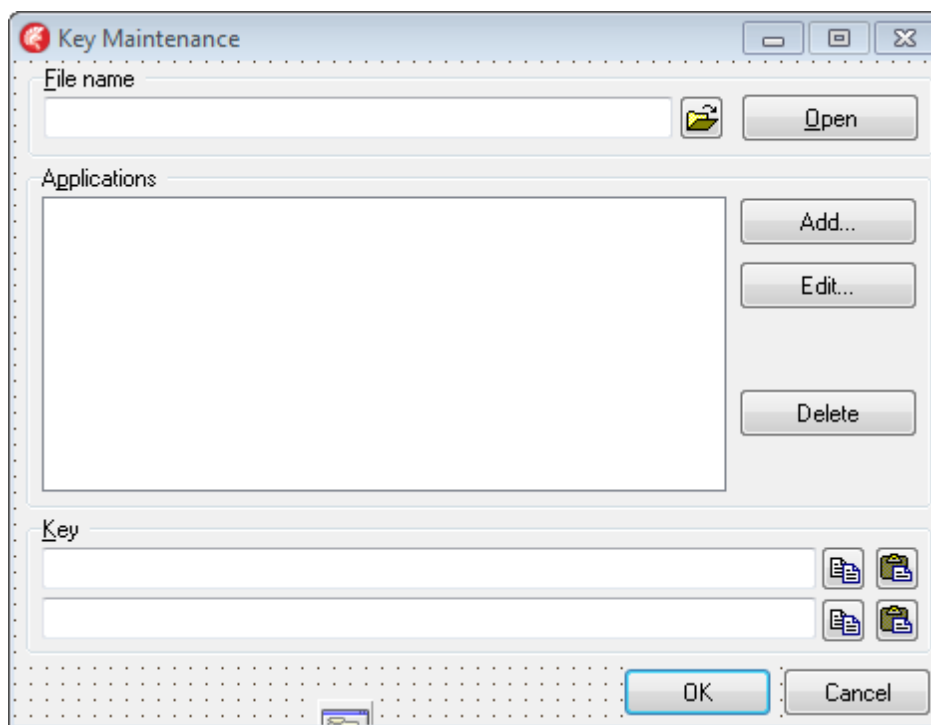 Key Maintenance
File name
Open
Applications
Add...
Edit...
Delete
Key
OK
Cancel